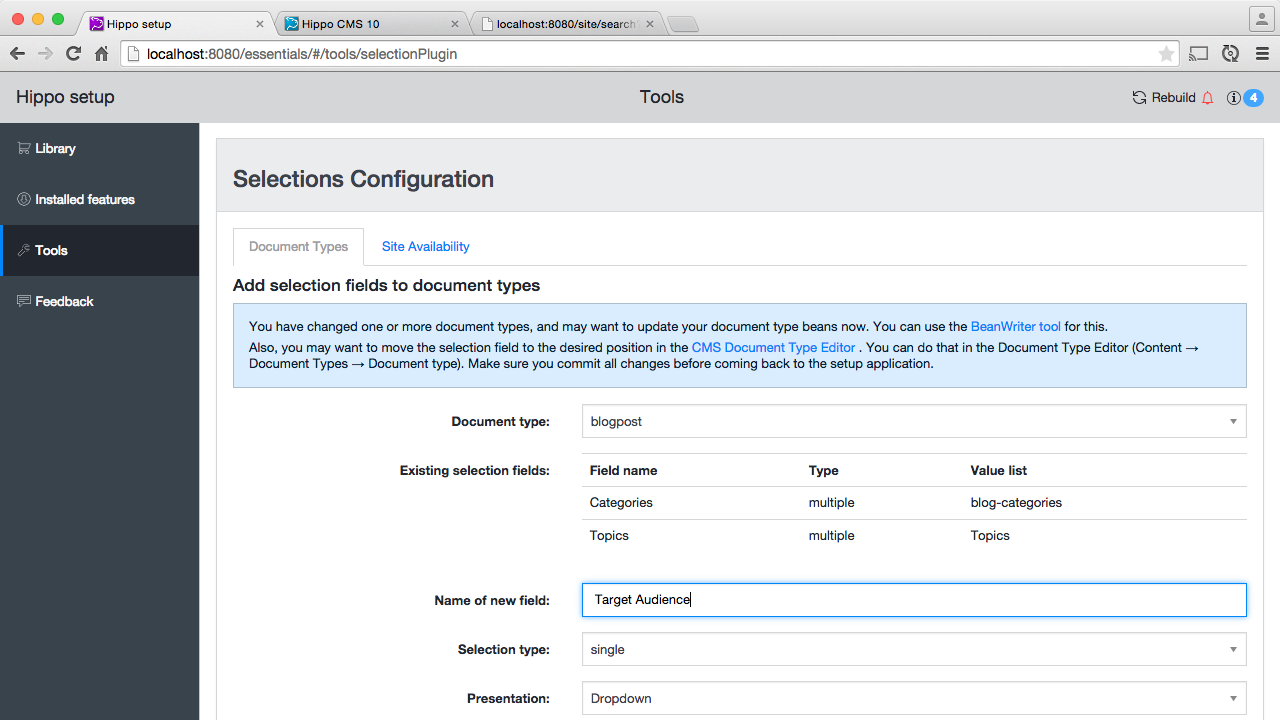 Hippo setup
Hippo CMS 10
localhost:8080/site/search
localhost:8080/essentials/#/tools/selectionPlugin
Hippo setup
Tools
Rebuild
4
Library
Installed features
Tools
Feedback
Selections Configuration
Document Types
Site Availability
Add selection fields to document types
You have changed one or more document types, and may want to update your document type beans now. You can use the BeanWriter tool for this.
Also, you may want to move the selection field to the desired position in the CMS Document Type Editor . You can do that in the Document Type Editor (Content →
Document Types → Document type). Make sure you commit all changes before coming back to the setup application.
Document type: blogpost
Existing selection fields: Field name Type Value list
Categories multiple blog-categories
Topics multiple Topics
Name of new field: Target Audience
Selection type: single
Presentation: Dropdown